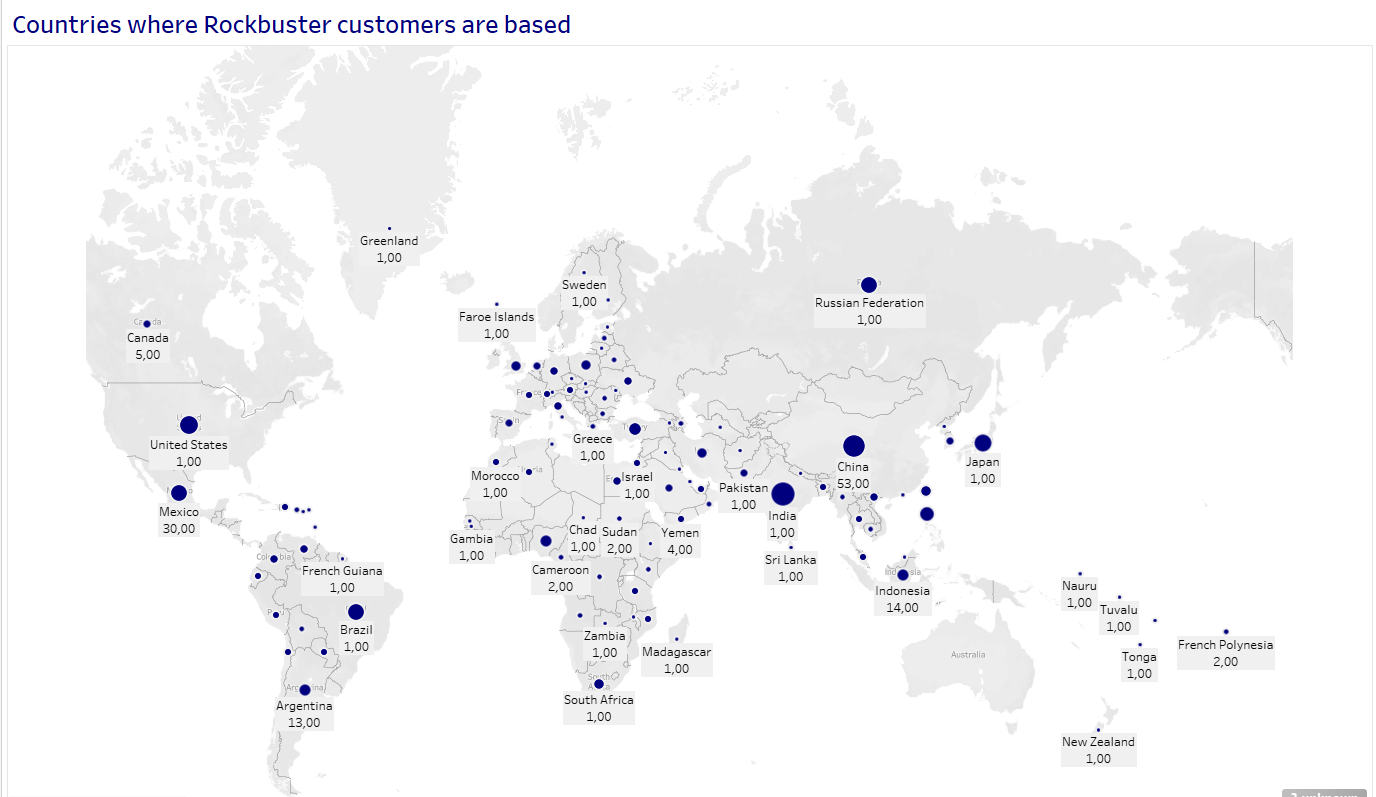 Countries where Rockbuster customers are based
Greenland
1,00
Sweden
1,00
Faroe Islands
1,00
Russian Federation
1,00
Canada
5,00
United States
1,00
Mexico
30,00
Greece
1,00
Morocco
1,00
Israel
1,00
Pakistan
1,00
India
1,00
China
53,00
Japan
1,00
Gambia
1,00
Chad
1,00
Sudan
2,00
Yemen
4,00
Sri Lanka
1,00
Cameroon
2,00
French Guiana
1,00
Brazil
1,00
Indonesia
14,00
Nauru
1,00
Tuvalu
1,00
French Polynesia
2,00
Tonga
1,00
Zambia
1,00
Madagascar
1,00
Australia
South Africa
1,00
Argentina
13,00
New Zealand
1,00